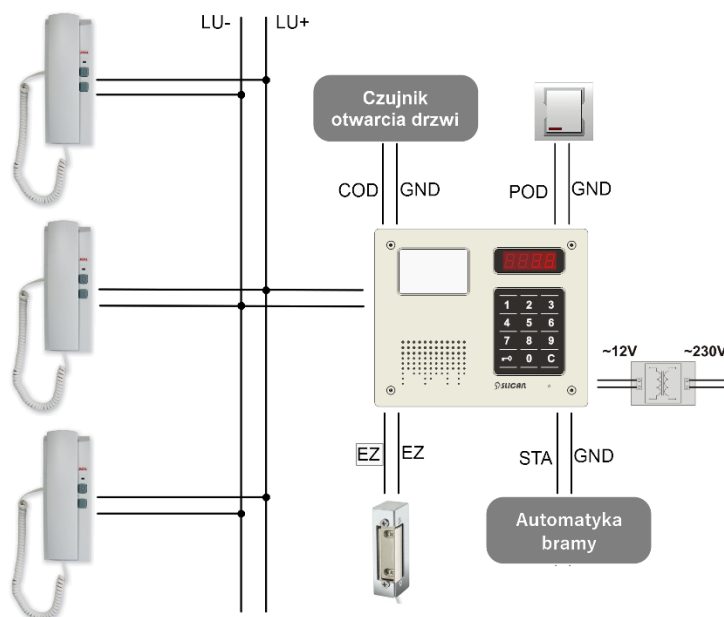 LU- LU+
Czujnik
otwarcia drzwi
COD GND
POD GND
8888
1 2 3
4 5 6
7 8 9
0 C
SLICAN
~12V ~230V
EZ EZ
STA GND
Automatyka
bramy